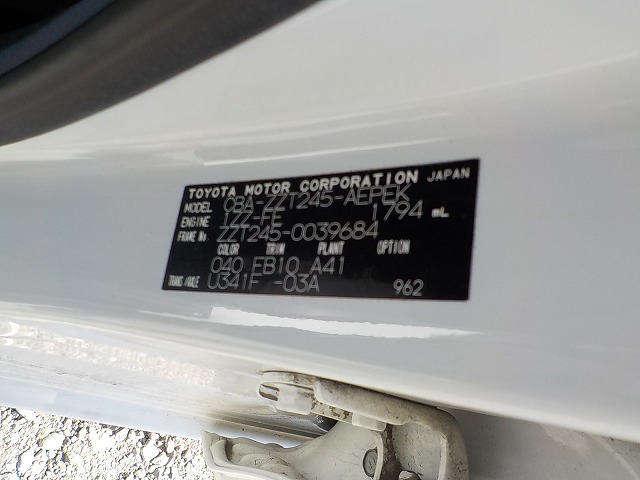 TOYOTA MOTOR CORPORATION JAPAN
MODEL CBA-ZZT245-AEPEK
ENGINE 1ZZ-FE 1794 mL
FRAME No. ZZT245-0039684
COLOR TRIM PLANT OPTION
040 FB10 A41
TRANS/AXLE U341F -03A 962